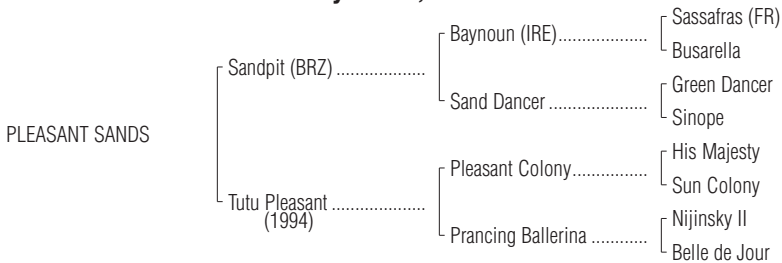 Sassafras (FR)
Baynoun (IRE)....................
Busarella
Sandpit (BRZ) ...................
Green Dancer
Sand Dancer ......................
Sinope
PLEASANT SANDS
His Majesty
Pleasant Colony.................
Sun Colony
Tutu Pleasant ....................
(1994)
Nijinsky II
Prancing Ballerina ............
Belle de Jour